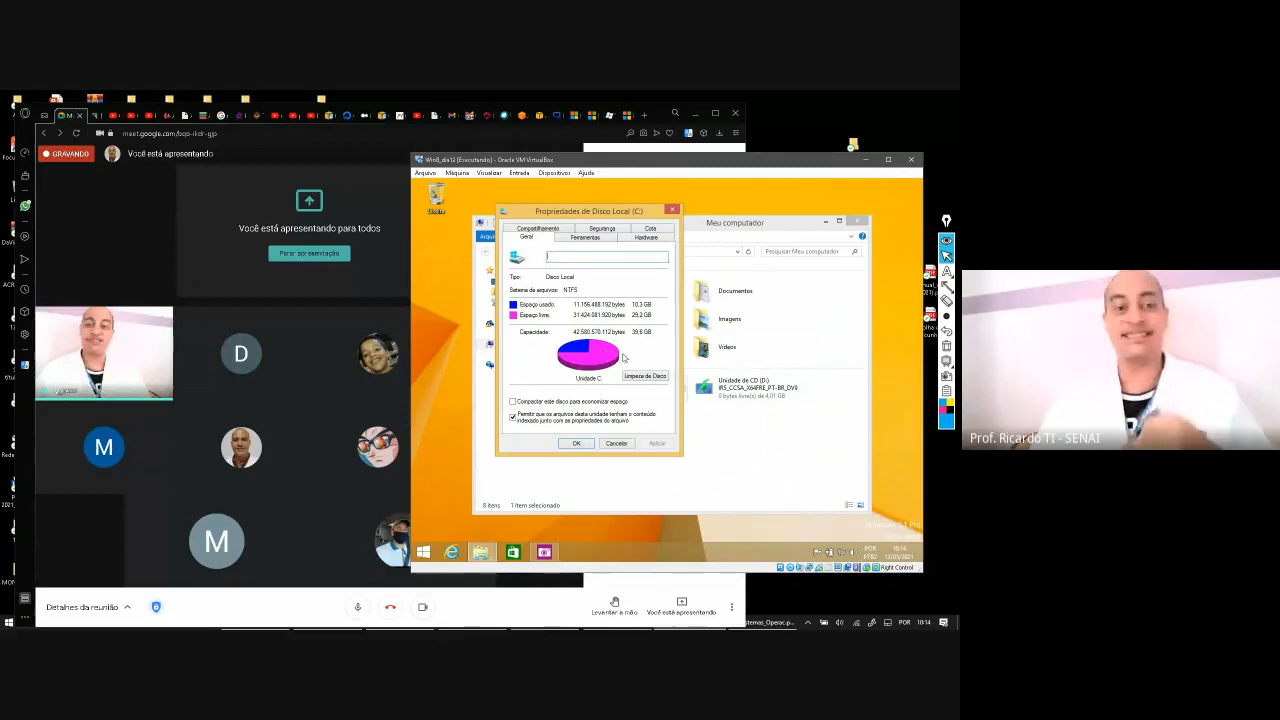 meet.google.com/bqo-ikdr-gjp
GRAVANDO
Você está apresentando
Você está apresentando para todos
Parar apresentação
D
M
M
Detalhes da reunião
Levantar a mão
Você está apresentando
Win8_dia12 [Executando] - Oracle VM VirtualBox
Arquivo Máquina Visualizar Entrada Dispositivos Ajuda
Propriedades de Disco Local (C:)
Compartilhamento Segurança Cota
Geral Ferramentas Hardware
Tipo: Disco Local
Sistema de arquivos: NTFS
Espaço usado: 11.156.488.192 bytes 10,3 GB
Espaço livre: 31.424.081.920 bytes 29,2 GB
Capacidade: 42.580.570.112 bytes 39,6 GB
Unidade C:
Limpeza de Disco
Compactar este disco para economizar espaço
Permitir que os arquivos desta unidade tenham o conteúdo
indexado junto com as propriedades do arquivo
OK Cancelar Aplicar
Meu computador
Pesquisar Meu computador
Documentos
Imagens
Vídeos
Unidade de CD (D:)
IR5_CCSA_X64FRE_PT-BR_DV9
0 bytes livre(s) de 4,01 GB
8 itens 1 item selecionado
POR
PTB2
10:14
12/05/2021
Right Control
POR 10:14
Prof. Ricardo TI - SENAI